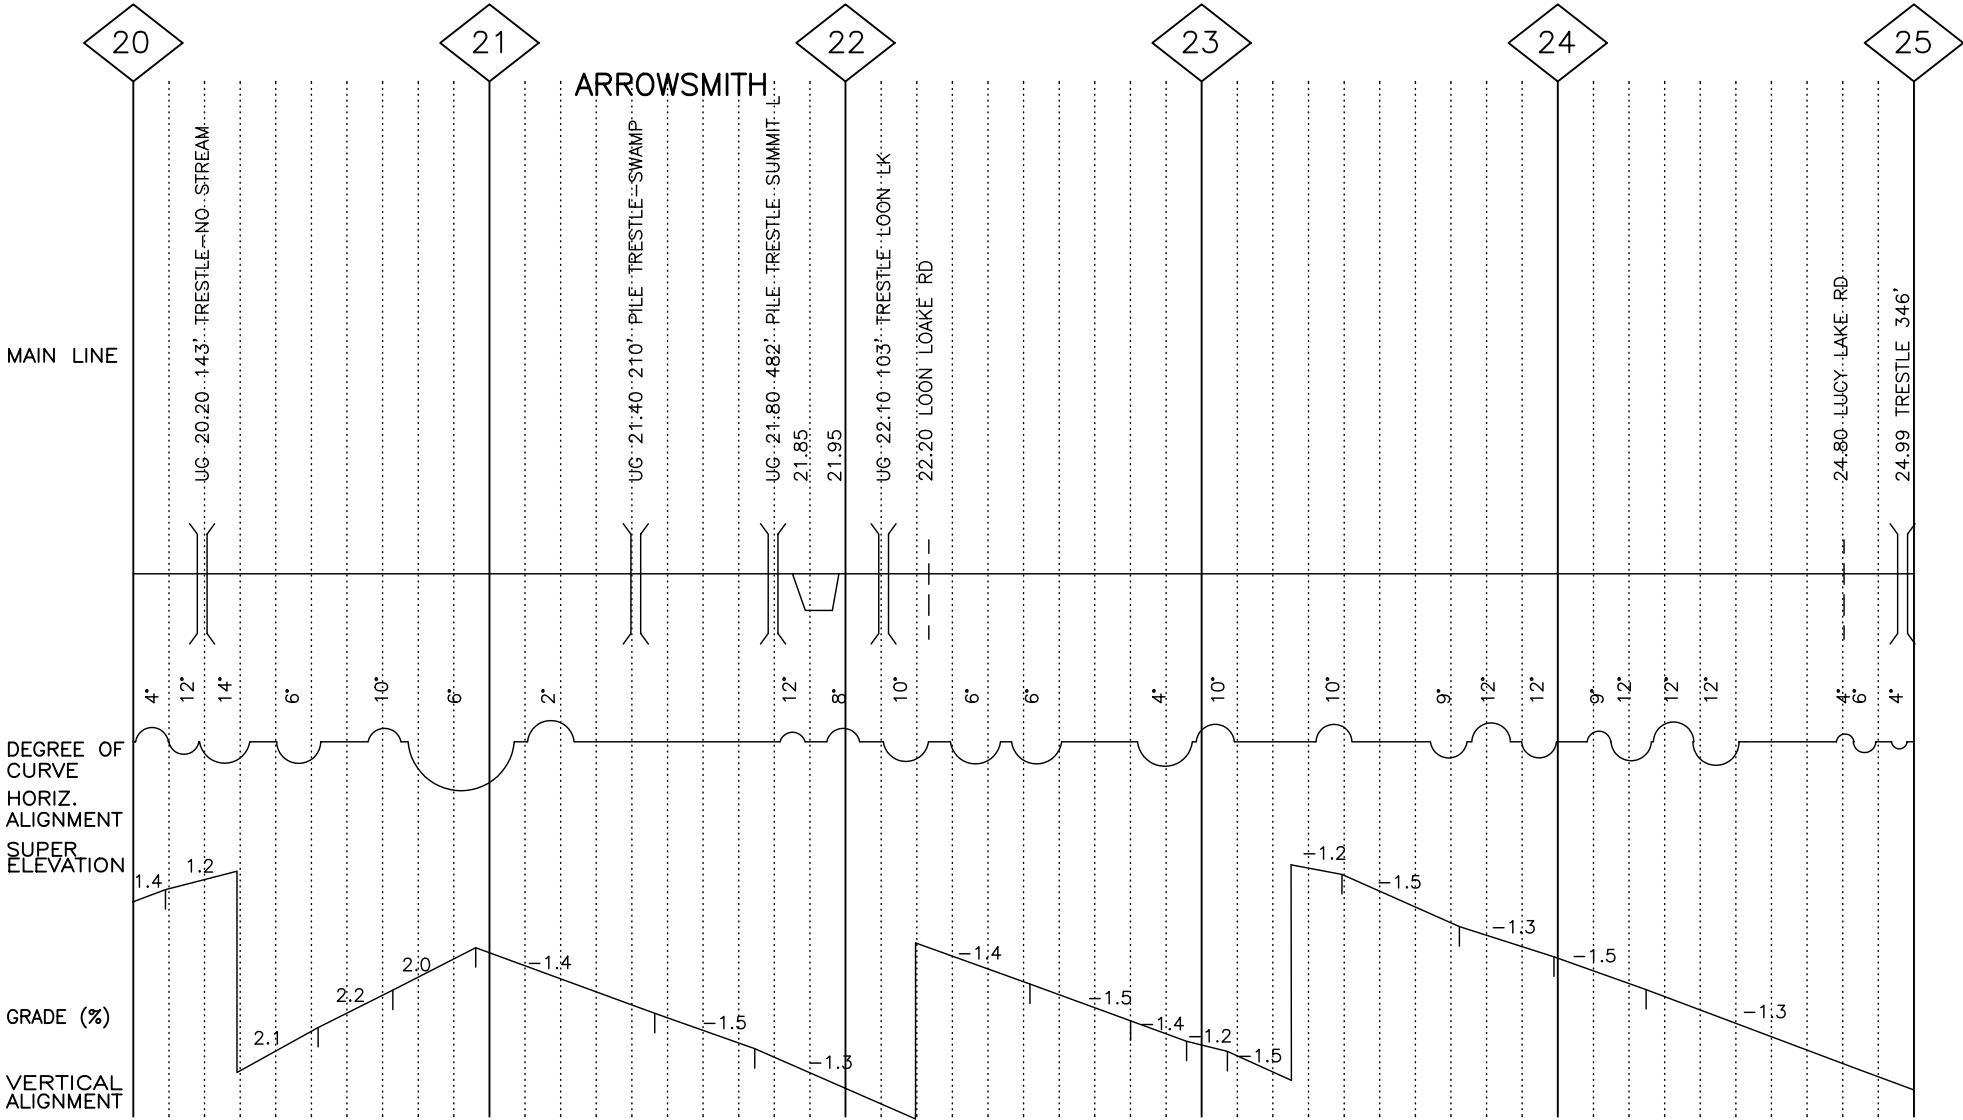 20
21
22
23
24
25
ARROWSMITH
UG 20.20 143' TRESTLE-NO STREAM
UG 21.40 210' PILE TRESTLE-SWAMP
UG 21.80 482' PILE TRESTLE SUMMIT L
21.85
21.95
UG 22.10 103' TRESTLE LOON LK
22.20 LOON LOAKE RD
24.80 LUCY LAKE RD
24.99 TRESTLE 346'
MAIN LINE
4°
12°
14°
6°
10°
6°
2°
12°
8°
10°
6°
6°
4°
10°
10°
9°
12°
12°
9°
12°
12°
12°
4°
6°
4°
DEGREE OF
CURVE
HORIZ.
ALIGNMENT
SUPER
ELEVATION
1.4
1.2
2.1
2.2
2.0
-1.4
-1.5
-1.3
-1.4
-1.5
-1.4
-1.2
-1.5
-1.2
-1.5
-1.3
-1.5
-1.3
GRADE (%)
VERTICAL
ALIGNMENT